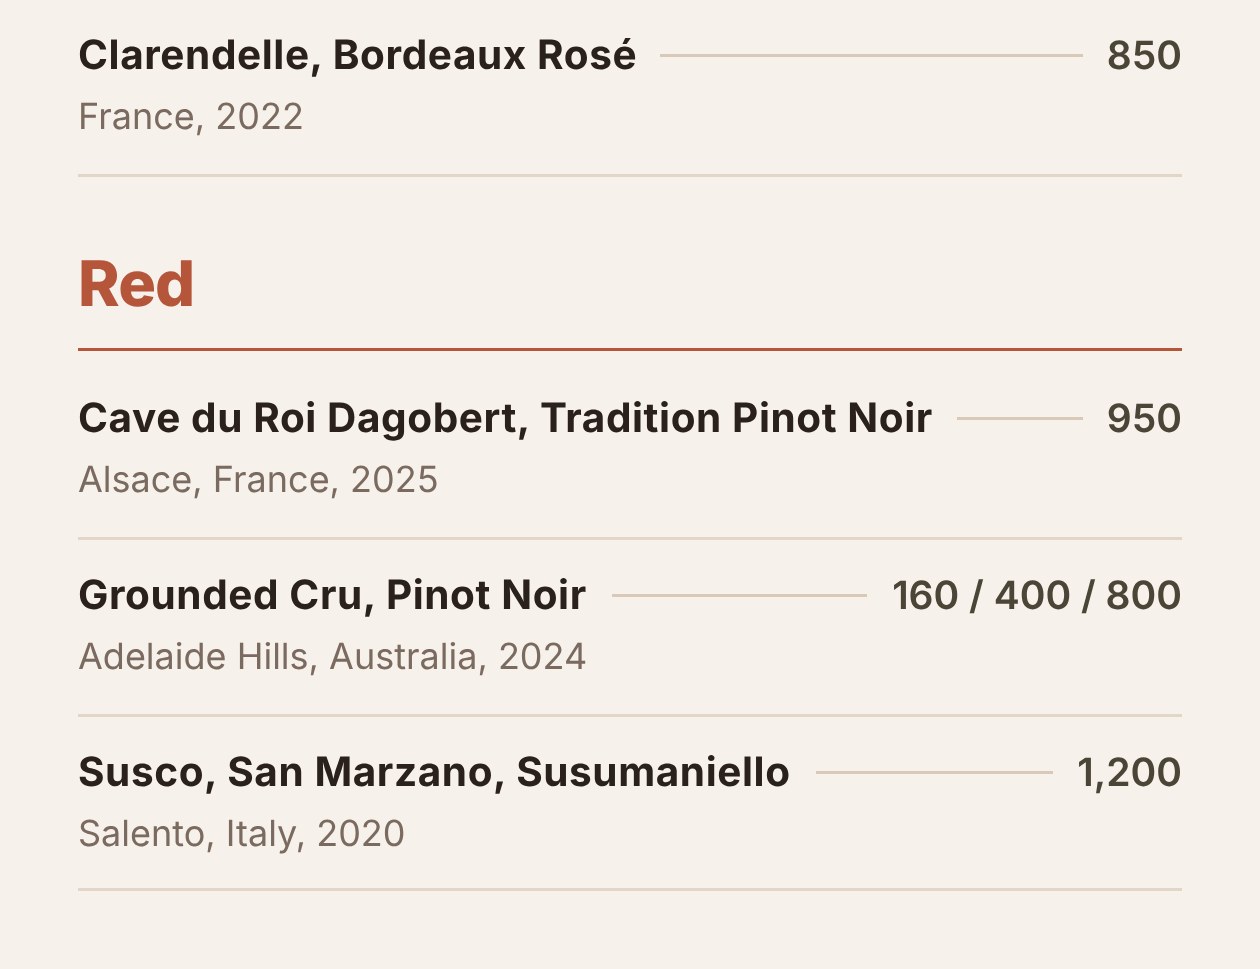 Clarendelle, Bordeaux Rosé 850
France, 2022
Red
Cave du Roi Dagobert, Tradition Pinot Noir 950
Alsace, France, 2025
Grounded Cru, Pinot Noir 160 / 400 / 800
Adelaide Hills, Australia, 2024
Susco, San Marzano, Susumaniello 1,200
Salento, Italy, 2020